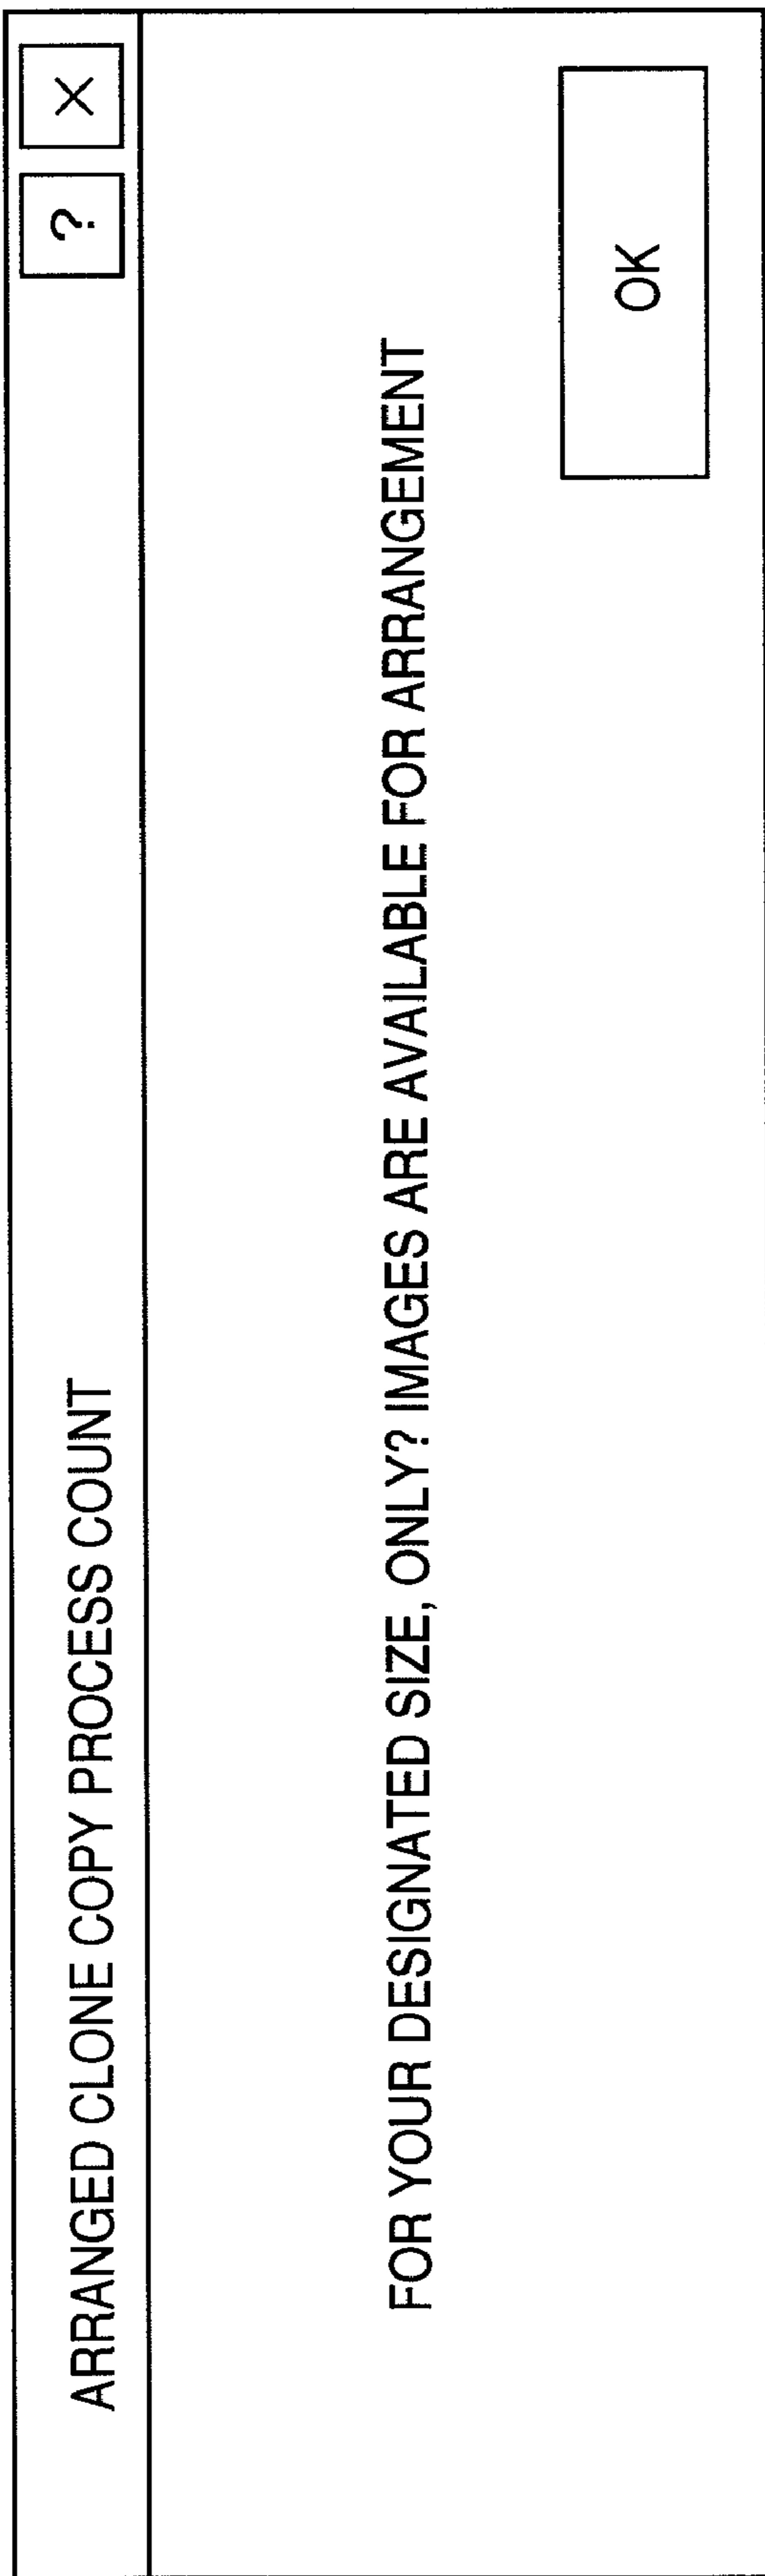 ARRANGED CLONE COPY PROCESS COUNT
? X
FOR YOUR DESIGNATED SIZE, ONLY? IMAGES ARE AVAILABLE FOR ARRANGEMENT
OK